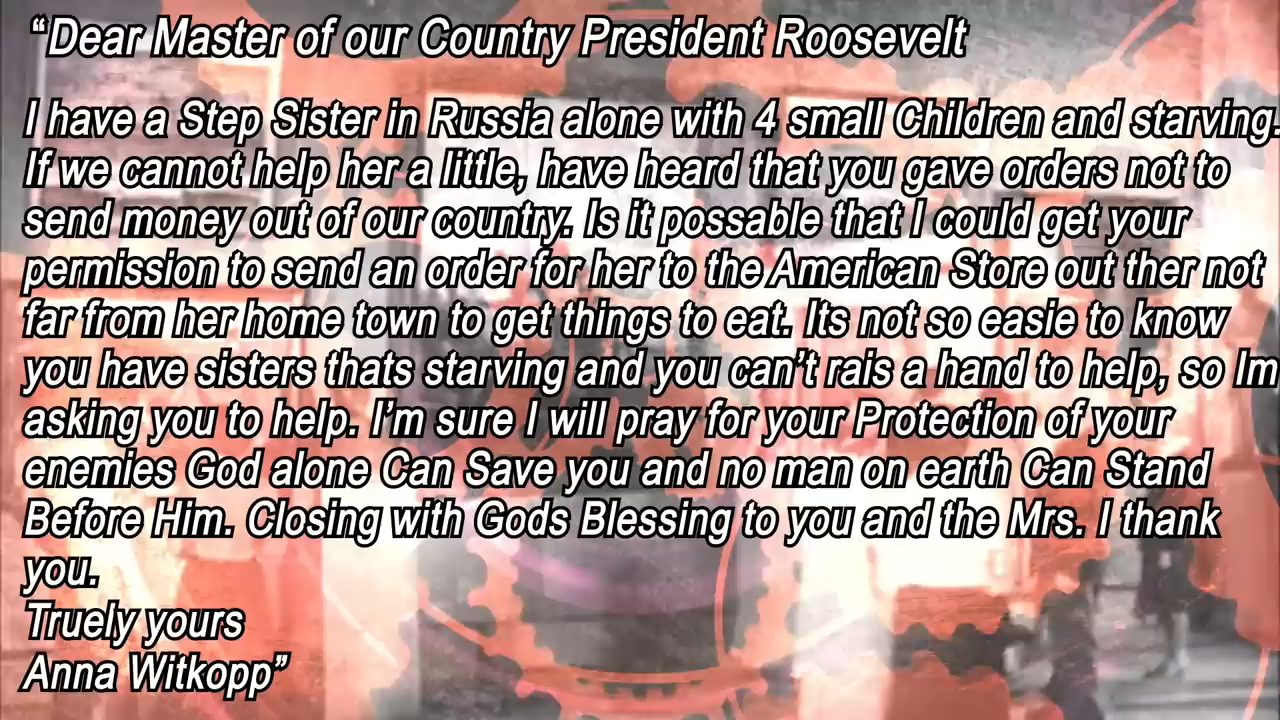 “Dear Master of our Country President Roosevelt
I have a Step Sister in Russia alone with 4 small Children and starving.
If we cannot help her a little, have heard that you gave orders not to
send money out of our country. Is it possable that I could get your
permission to send an order for her to the American Store out ther not
far from her home town to get things to eat. Its not so easie to know
you have sisters thats starving and you can’t rais a hand to help, so Im
asking you to help. I’m sure I will pray for your Protection of your
enemies God alone Can Save you and no man on earth Can Stand
Before Him. Closing with Gods Blessing to you and the Mrs. I thank
you.
Truely yours
Anna Witkopp”